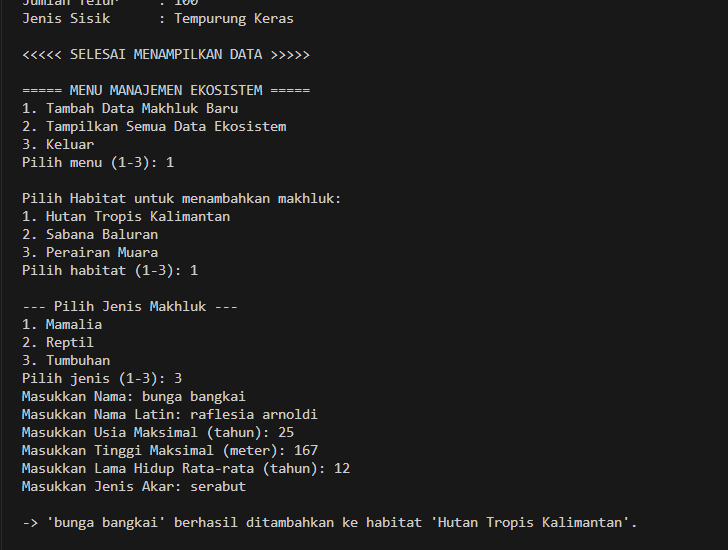 Jumlah Telur     : 100
Jenis Sisik      : Tempurung Keras

<<<<< SELESAI MENAMPILKAN DATA >>>>>

===== MENU MANAJEMEN EKOSISTEM =====
1. Tambah Data Makhluk Baru
2. Tampilkan Semua Data Ekosistem
3. Keluar
Pilih menu (1-3): 1

Pilih Habitat untuk menambahkan makhluk:
1. Hutan Tropis Kalimantan
2. Sabana Baluran
3. Perairan Muara
Pilih habitat (1-3): 1

--- Pilih Jenis Makhluk ---
1. Mamalia
2. Reptil
3. Tumbuhan
Pilih jenis (1-3): 3
Masukkan Nama: bunga bangkai
Masukkan Nama Latin: raflesia arnoldi
Masukkan Usia Maksimal (tahun): 25
Masukkan Tinggi Maksimal (meter): 167
Masukkan Lama Hidup Rata-rata (tahun): 12
Masukkan Jenis Akar: serabut

-> 'bunga bangkai' berhasil ditambahkan ke habitat 'Hutan Tropis Kalimantan'.